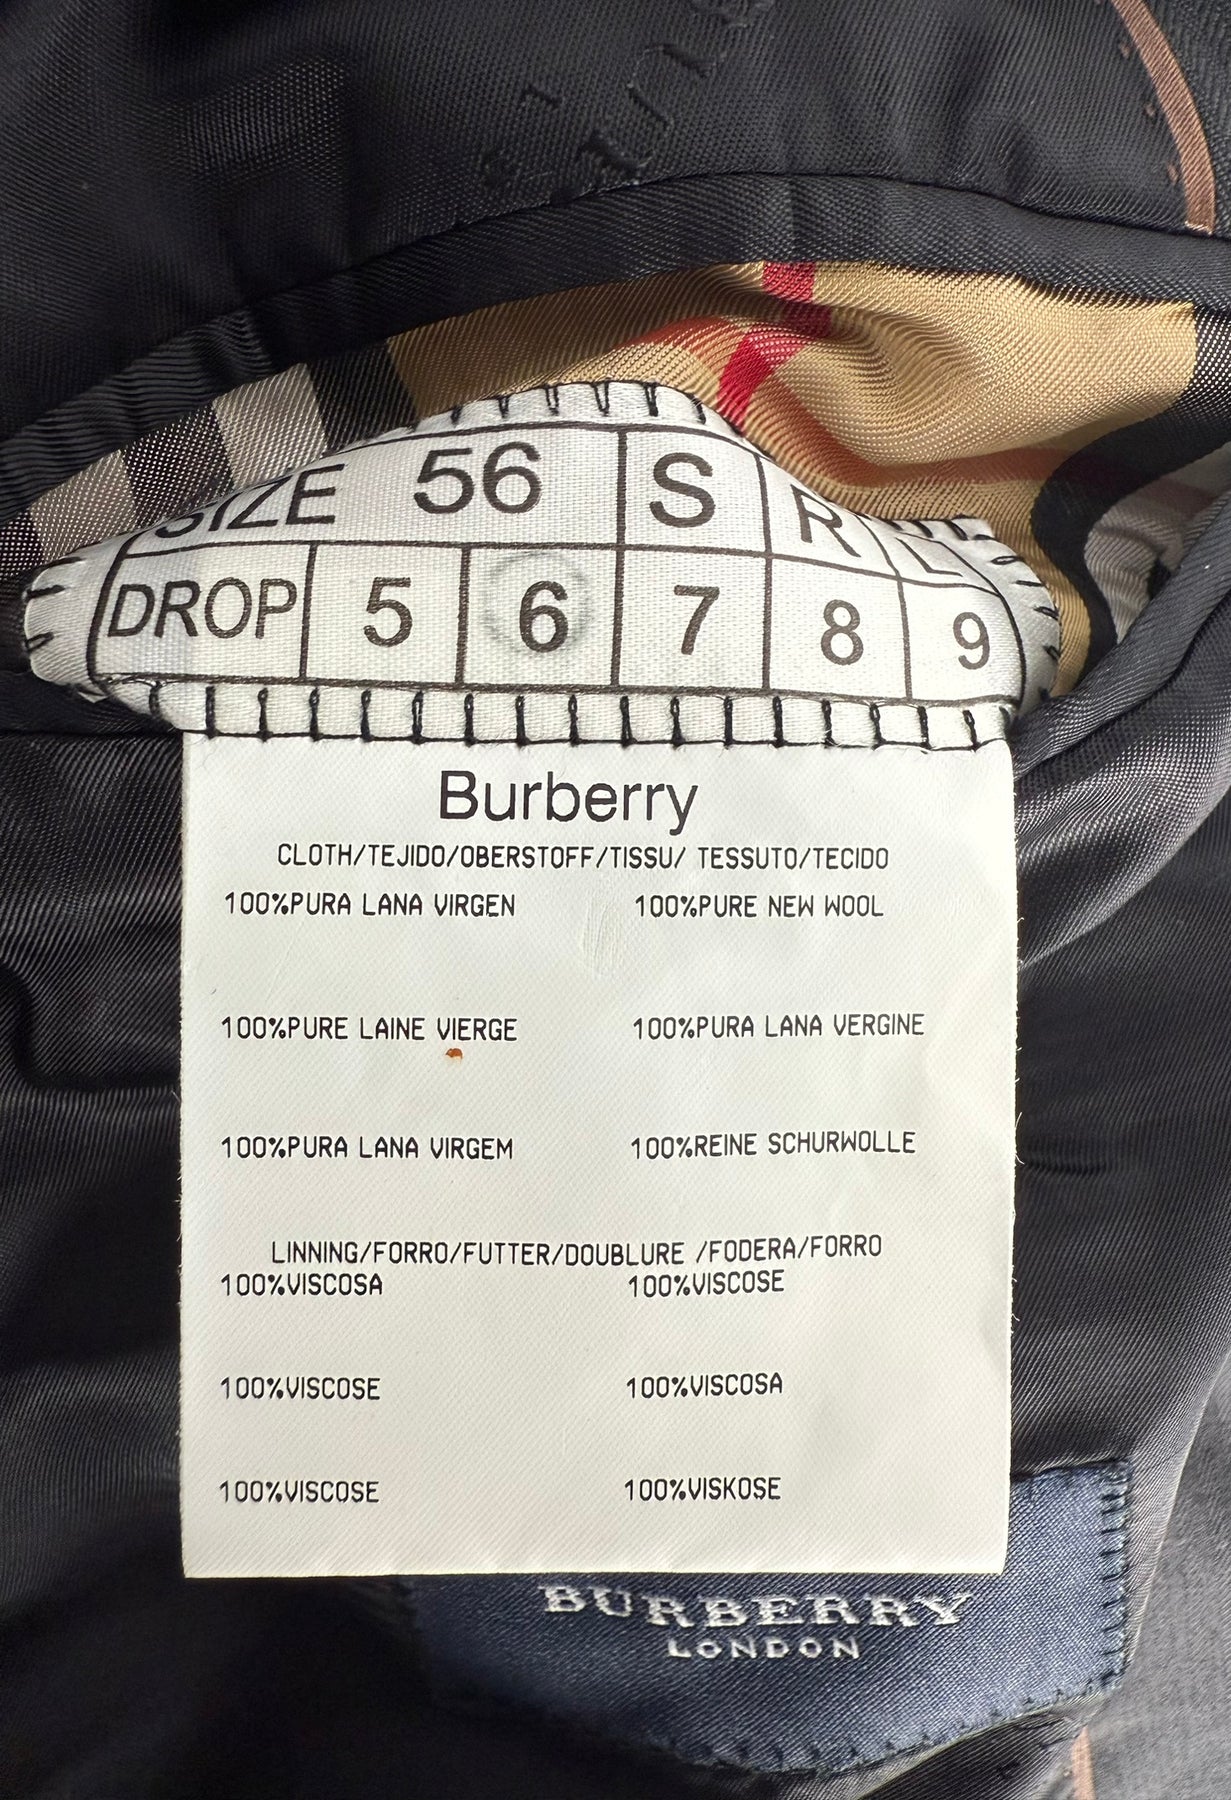 SIZE 56 S R L
DROP 5 6 7 8 9
Burberry
CLOTH/TEJIDO/OBERSTOFF/TISSU/ TESSUTO/TECIDO
100%PURA LANA VIRGEN 100%PURE NEW WOOL
100%PURE LAINE VIERGE 100%PURA LANA VERGINE
100%PURA LANA VIRGEM 100%REINE SCHURWOLLE
LINNING/FORRO/FUTTER/DOUBLURE /FODERA/FORRO
100%VISCOSA 100%VISCOSE
100%VISCOSE 100%VISCOSA
100%VISCOSE 100%VISKOSE
BURBERRY
LONDON